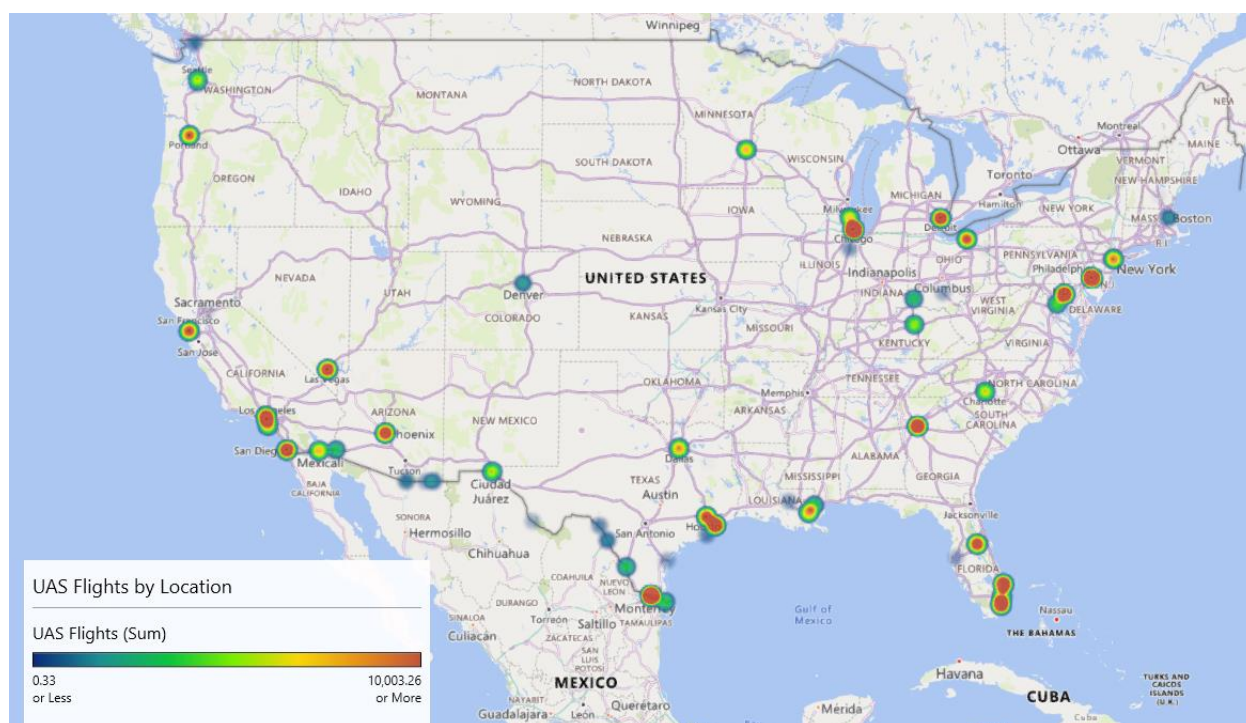 Winnipeg
Seattle
WASHINGTON
MONTANA
NORTH DAKOTA
MINNESOTA
Montreal
Ottawa
MAINE
NEW
VERMONT
NEW HAMPSHIRE
Portland
OREGON
IDAHO
SOUTH DAKOTA
WISCONSIN
MICHIGAN
Toronto
Hamilton
NEW YORK
MASS
Boston
R.I.
WYOMING
IOWA
Milwaukee
Detroit
Chicago
NEBRASKA
ILLINOIS
Indianapolis
INDIANA
OHIO
Columbus
PENNSYLVANIA
Philadelphia
New York
N.J.
NEVADA
UTAH
Denver
COLORADO
UNITED STATES
KANSAS
Kansas City
MISSOURI
WEST
VIRGINIA
DELAWARE
Sacramento
San Francisco
San Jose
CALIFORNIA
Las Vegas
KENTUCKY
VIRGINIA
Los Angeles
ARIZONA
Phoenix
NEW MEXICO
OKLAHOMA
ARKANSAS
Memphis
TENNESSEE
NORTH CAROLINA
Charlotte
SOUTH
CAROLINA
San Diego
Mexicali
BAJA
CALIFORNIA
Tucson
Ciudad
Juárez
TEXAS
Dallas
Austin
LOUISIANA
MISSISSIPPI
ALABAMA
GEORGIA
SONORA
Hermosillo
Chihuahua
San Antonio
Jacksonville
FLORIDA
COAHUILA
NUEVO
LEON
Monterrey
TAMAULIPAS
SINALOA
Culiacan
DURANGO
Torreón
Saltillo
ZACATECAS
SAN
LUIS
POTOSI
NAYARIT
MEXICO
Guadalajara
León
Querétaro
Gulf of
Mexico
Mérida
Nassau
THE BAHAMAS
Havana
CUBA
Cuba
TURKS AND
CAICOS
ISLANDS
(U.K.)
UAS Flights by Location
UAS Flights (Sum)
0.33
or Less
10,003.26
or More